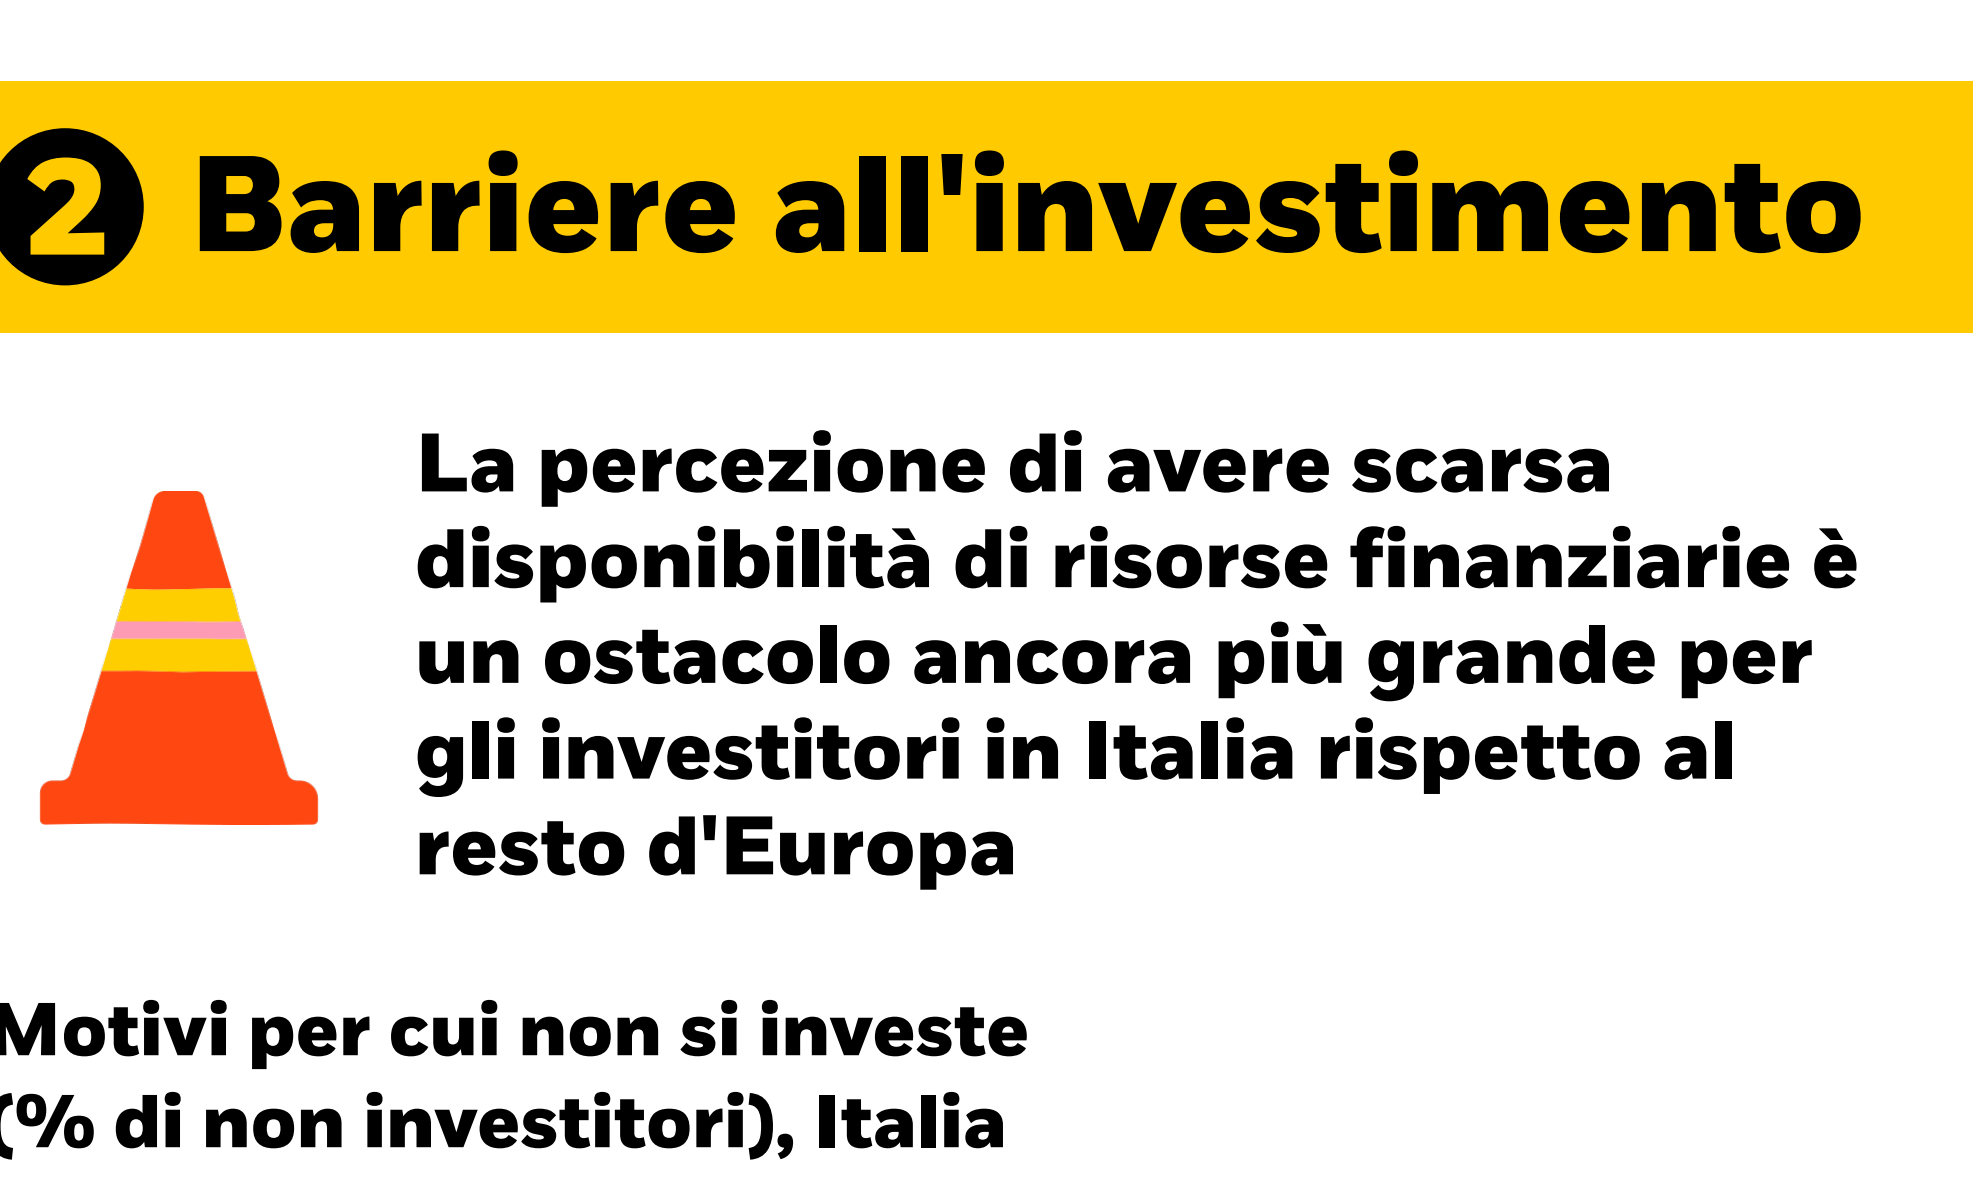 2 Barriere all'investimento
La percezione di avere scarsa
disponibilità di risorse finanziarie è
un ostacolo ancora più grande per
gli investitori in Italia rispetto al
resto d'Europa
Motivi per cui non si investe
(% di non investitori), Italia